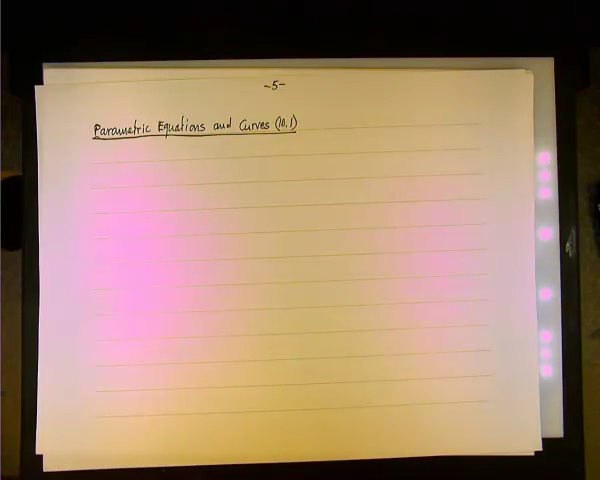 -5-
Parametric Equations and Curves (10.1)